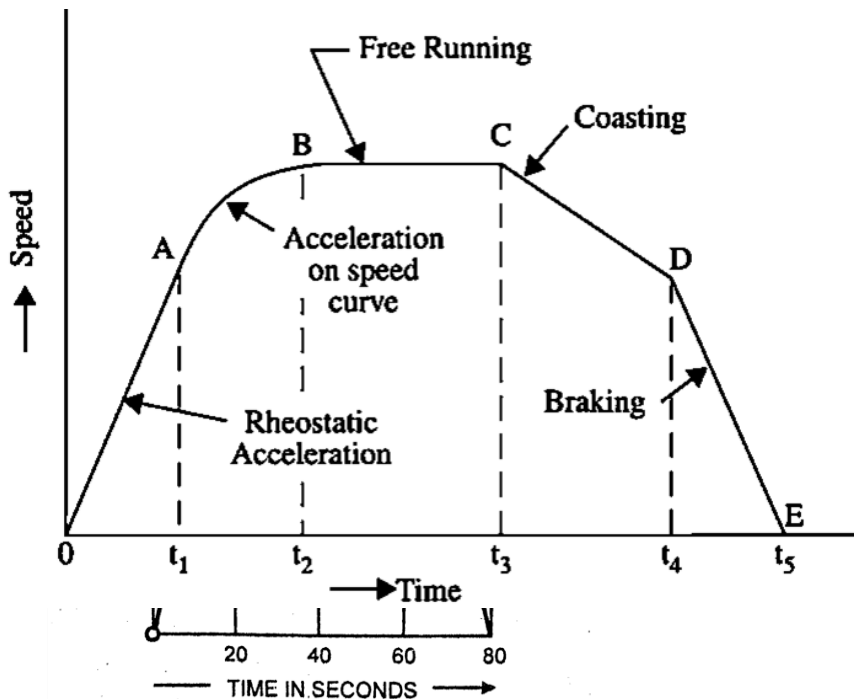 Free Running
B
C
Coasting
A
Acceleration
on speed
curve
D
Speed
Braking
Rheostatic
Acceleration
E
0
t₁
t₂
t₃
t₄
t₅
Time
20
40
60
80
TIME IN SECONDS